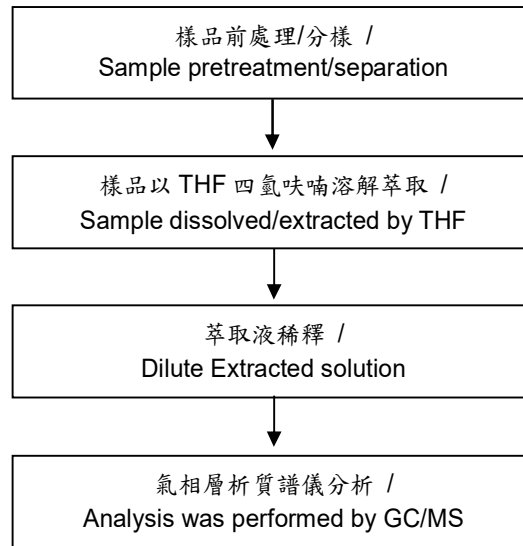 樣品前處理/分樣 /
Sample pretreatment/separation
樣品以 THF 四氫呋喃溶解萃取 /
Sample dissolved/extracted by THF
萃取液稀釋 /
Dilute Extracted solution
氣相層析質譜儀分析 /
Analysis was performed by GC/MS